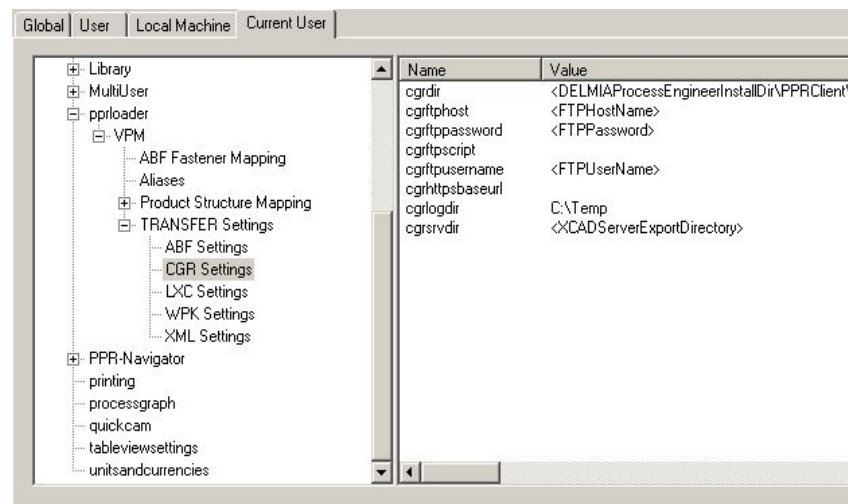 Global User Local Machine Current User
Library
MultiUser
pprloader
VPM
ABF Fastener Mapping
Aliases
Product Structure Mapping
TRANSFER Settings
ABF Settings
CGR Settings
LXC Settings
WPK Settings
XML Settings
PPR-Navigator
printing
processgraph
quickcam
tableviewsettings
unitsandcurrencies
Name Value
cgrdir <DELMIAProcessEngineerInstallDir\PPRClient\
cgrftphost <FTPHostName>
cgrftppassword <FTPPassword>
cgrftpscript
cgrftpusername <FTPUserName>
cgrhttpsbaseurl
cgrlogdir C:\Temp
cgrsrvdir <XCADServerExportDirectory>